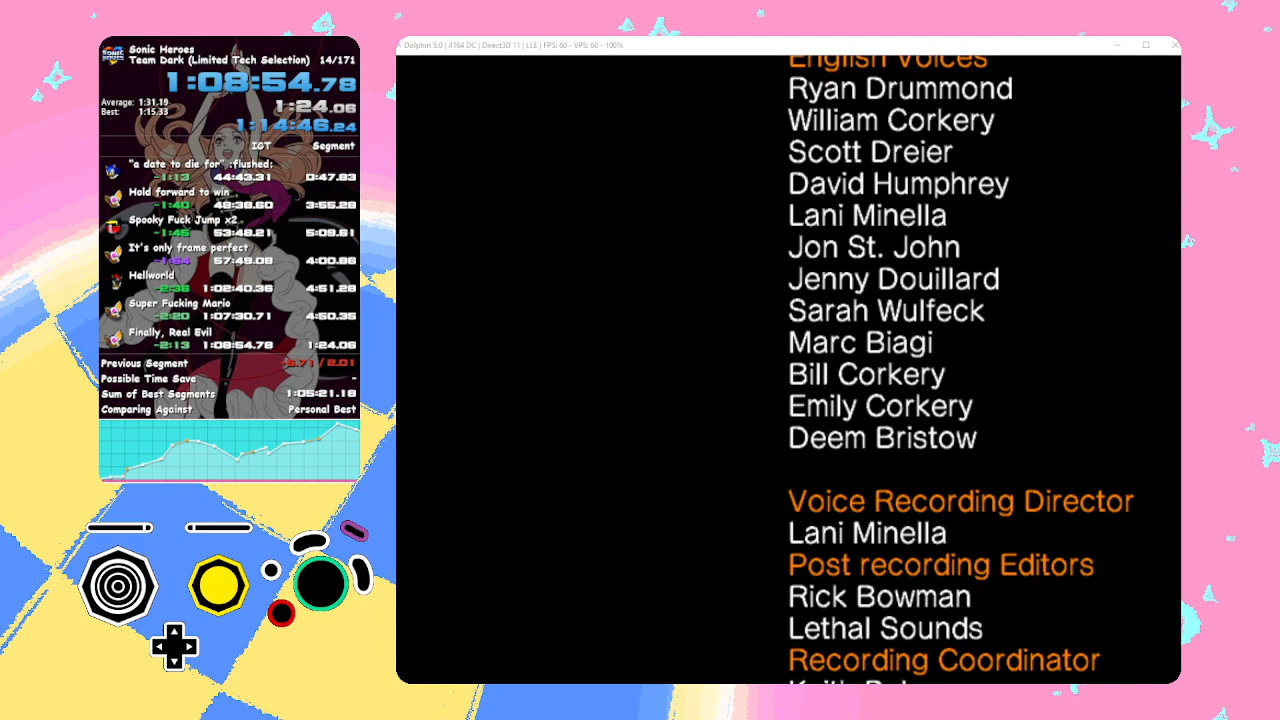 Sonic Heroes
Team Dark (Limited Tech Selection) 14/171
1:08:54.78
Average: 1:31.19
Best: 1:15.33
1:24.06
1:14:46.24
IGT Segment
"a date to die for" :flushed:
-1:13 44:43.31 0:47.83
Hold forward to win
-1:40 48:38.60 3:55.28
Spooky Fuck Jump x2
-1:45 53:48.21 5:09.61
It's only frame perfect
-1:54 57:49.08 4:00.86
Hellworld
-2:36 1:02:40.36 4:51.28
Super Fucking Mario
-2:20 1:07:30.71 4:50.35
Finally, Real Evil
-2:13 1:08:54.78 1:24.06
Previous Segment +5.71 / 2.01
Possible Time Save -
Sum of Best Segments 1:05:21.18
Comparing Against Personal Best
Dolphin 5.0 | JIT64 DC | Direct3D 11 | LLE | FPS: 60 - VPS: 60 - 100%
English Voices
Ryan Drummond
William Corkery
Scott Dreier
David Humphrey
Lani Minella
Jon St. John
Jenny Douillard
Sarah Wulfeck
Marc Biagi
Bill Corkery
Emily Corkery
Deem Bristow
Voice Recording Director
Lani Minella
Post recording Editors
Rick Bowman
Lethal Sounds
Recording Coordinator